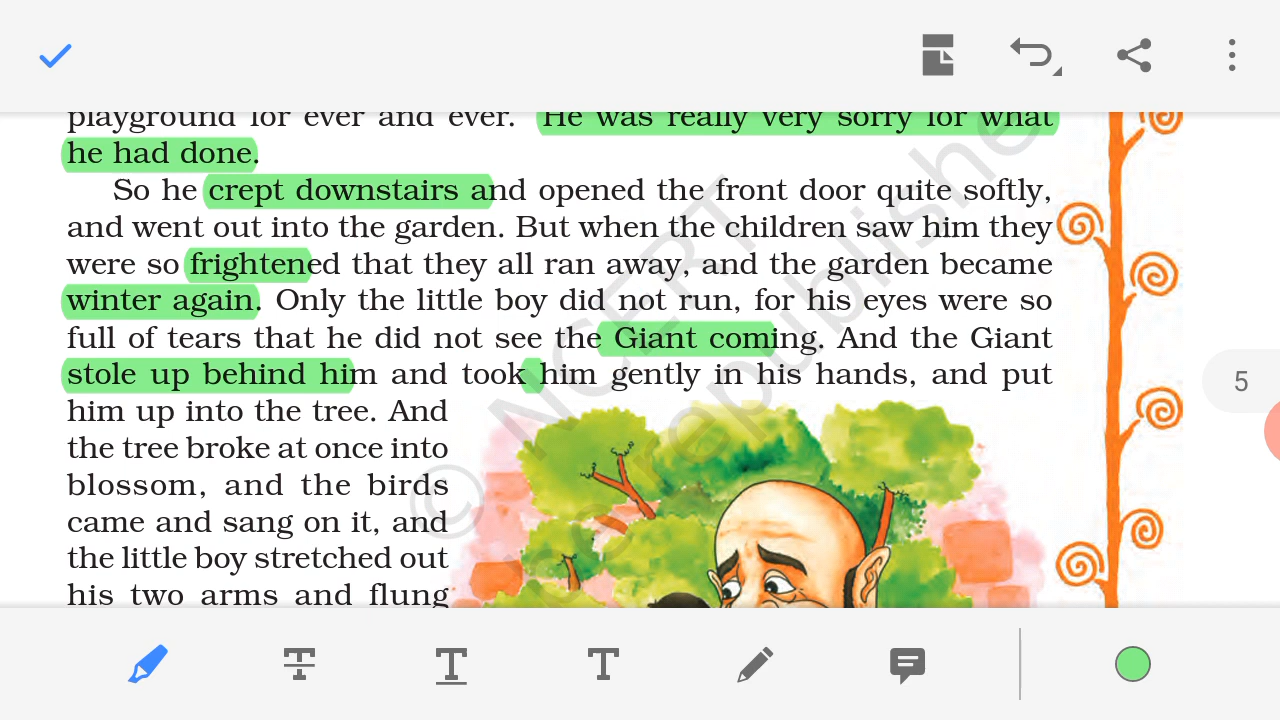 playground for ever and ever. He was really very sorry for what
he had done.
So he crept downstairs and opened the front door quite softly,
and went out into the garden. But when the children saw him they
were so frightened that they all ran away, and the garden became
winter again. Only the little boy did not run, for his eyes were so
full of tears that he did not see the Giant coming. And the Giant
stole up behind him and took him gently in his hands, and put
him up into the tree. And
the tree broke at once into
blossom, and the birds
came and sang on it, and
the little boy stretched out
his two arms and flung
5
© NCERT
republishe